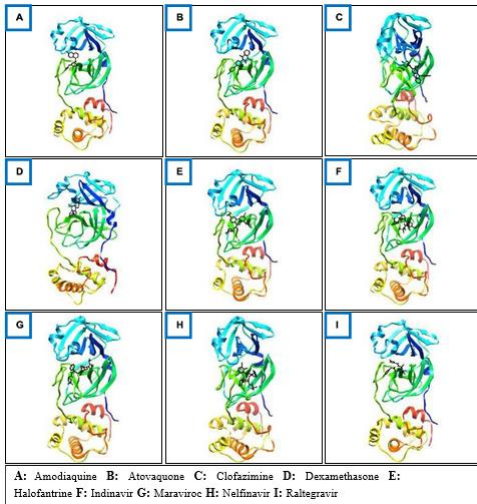 A
B
C
D
E
F
G
H
I
A: Amodiaquine B: Atovaquone C: Clofazimine D: Dexamethasone E:
Halofantrine F: Indinavir G: Maraviroc H: Nelfinavir I: Raltegravir